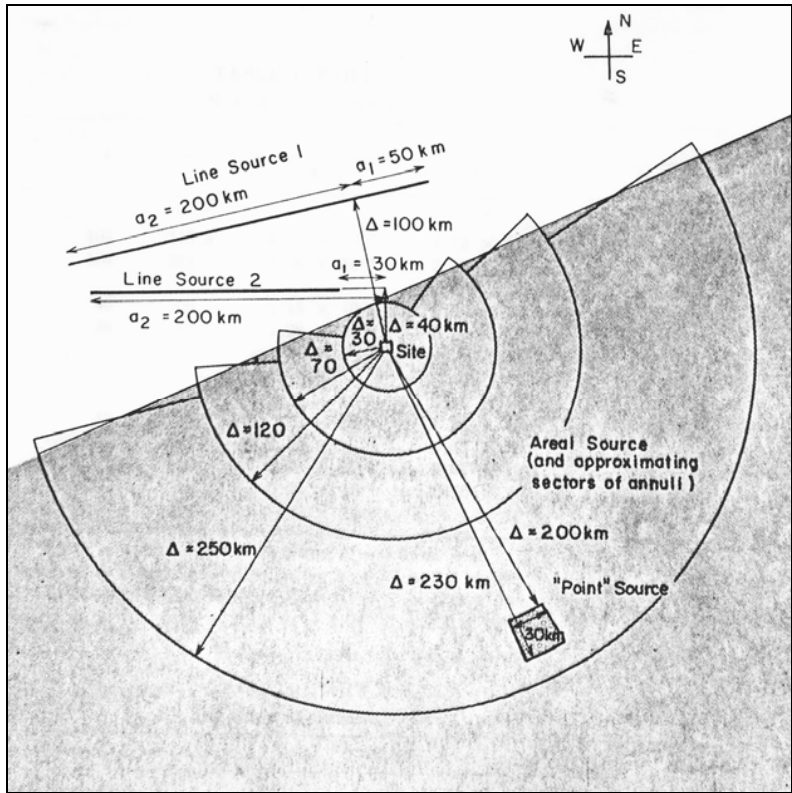 N
W E
S
Line Source 1
a₁ = 50 km
a₂ = 200 km
Δ = 100 km
a₁ = 30 km
Line Source 2
a₂ = 200 km
Δ = 30
Δ = 40 km
Site
Δ = 70
Δ = 120
Areal Source
(and approximating
sectors of annuli)
Δ = 250 km
Δ = 200 km
Δ = 230 km
"Point" Source
30km